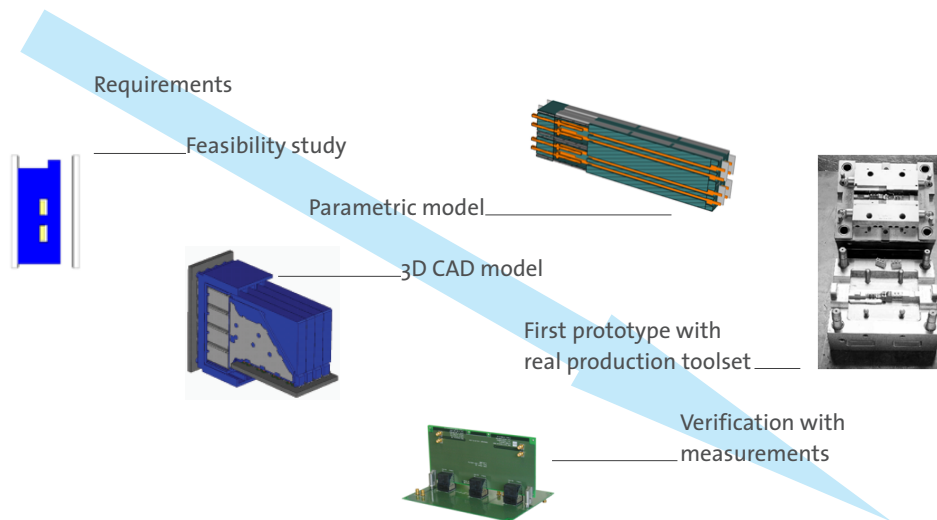 Requirements
Feasibility study
Parametric model
3D CAD model
First prototype with
real production toolset
Verification with
measurements